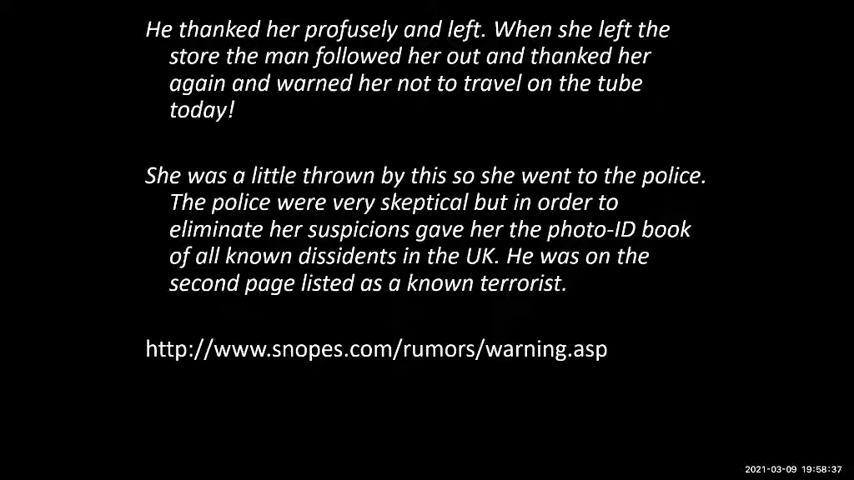 He thanked her profusely and left. When she left the
store the man followed her out and thanked her
again and warned her not to travel on the tube
today!
She was a little thrown by this so she went to the police.
The police were very skeptical but in order to
eliminate her suspicions gave her the photo-ID book
of all known dissidents in the UK. He was on the
second page listed as a known terrorist.
http://www.snopes.com/rumors/warning.asp
2021-03-09 19:58:37